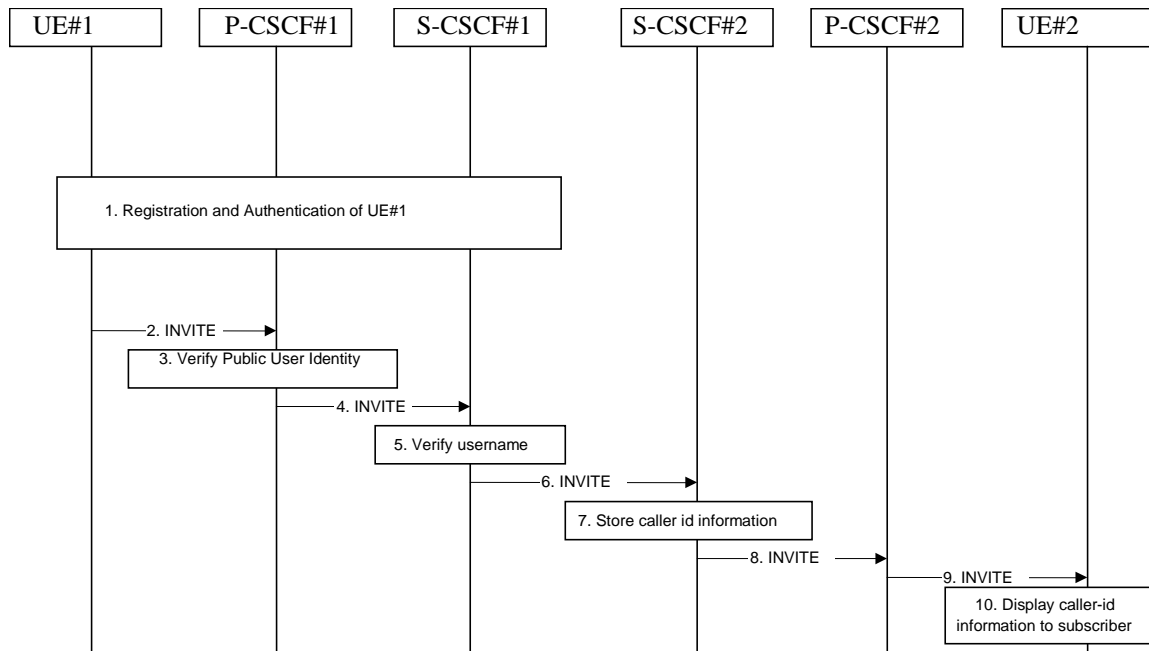 UE#1
P-CSCF#1
S-CSCF#1
S-CSCF#2
P-CSCF#2
UE#2
1. Registration and Authentication of UE#1
2. INVITE
3. Verify Public User Identity
4. INVITE
5. Verify username
6. INVITE
7. Store caller id information
8. INVITE
9. INVITE
10. Display caller-id
information to subscriber